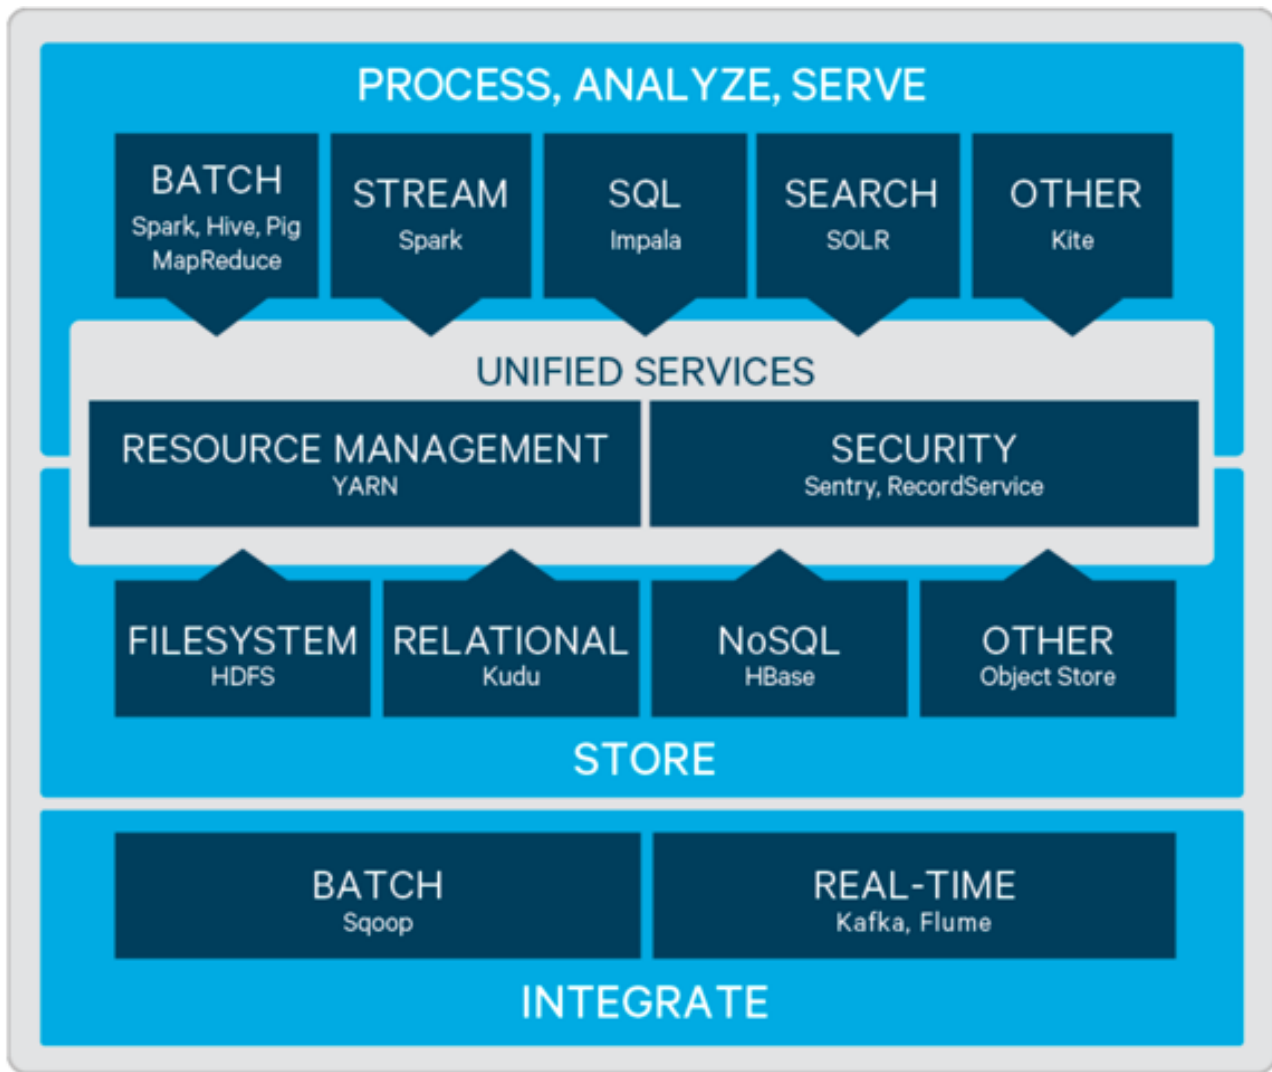 PROCESS, ANALYZE, SERVE
BATCH
Spark, Hive, Pig
MapReduce
STREAM
Spark
SQL
Impala
SEARCH
SOLR
OTHER
Kite
UNIFIED SERVICES
RESOURCE MANAGEMENT
YARN
SECURITY
Sentry, RecordService
FILESYSTEM
HDFS
RELATIONAL
Kudu
NoSQL
HBase
OTHER
Object Store
STORE
BATCH
Sqoop
REAL-TIME
Kafka, Flume
INTEGRATE